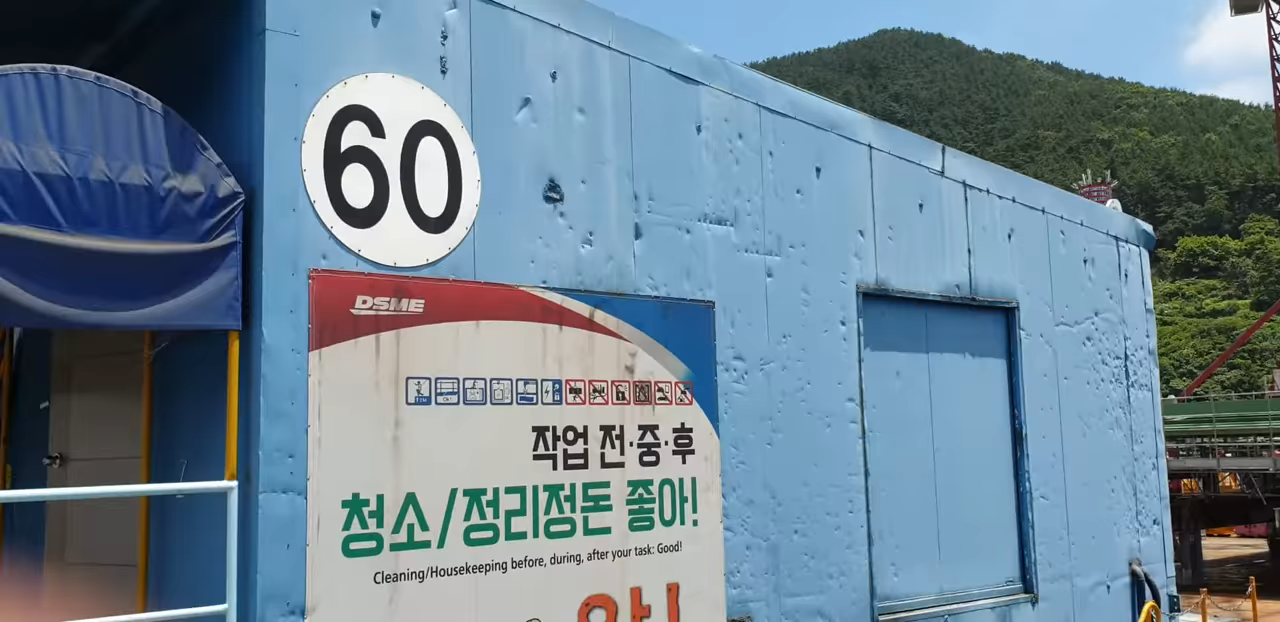 60
DSME
작업 전·중·후
청소/정리정돈 좋아!
Cleaning/Housekeeping before, during, after your task: Good!